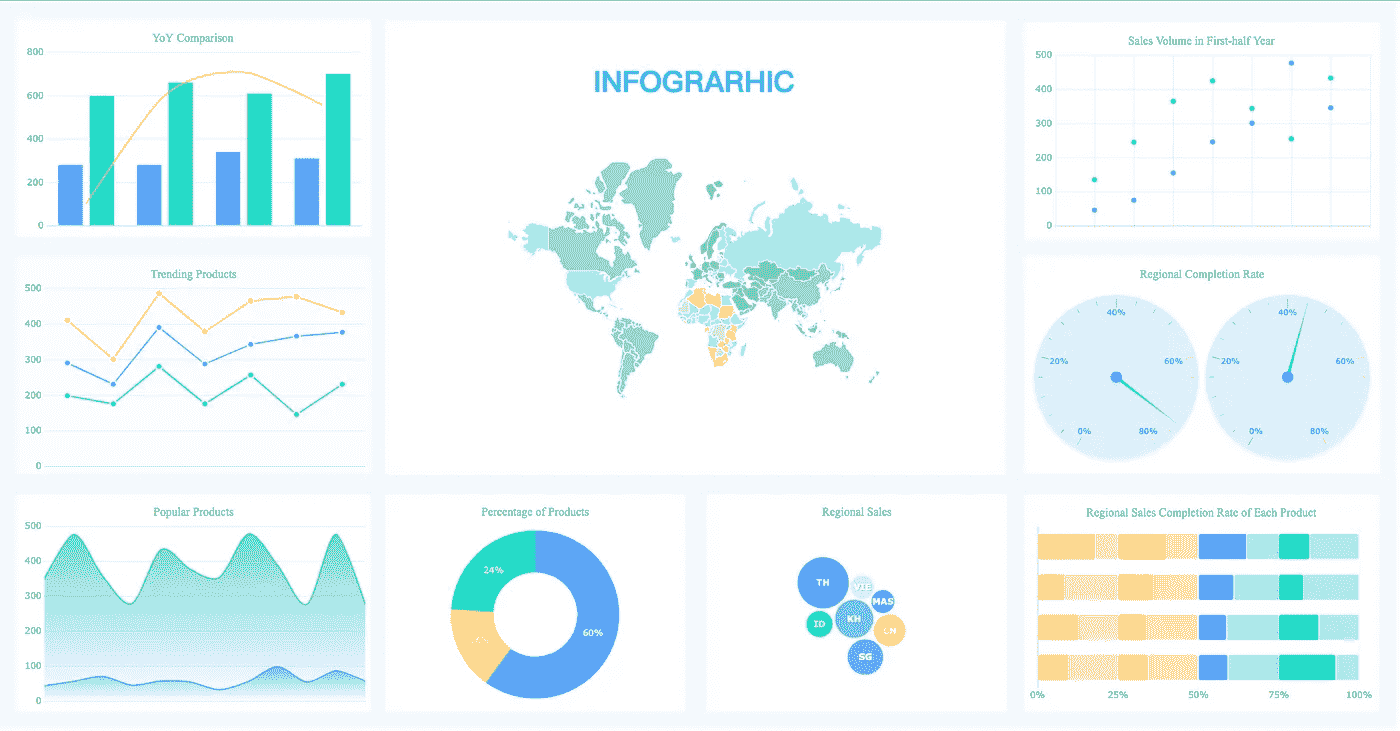 YoY Comparison
800
600
400
200
0
INFOGRARHIC
Sales Volume in First-half Year
500
400
300
200
100
0
Trending Products
500
400
300
200
100
0
Regional Completion Rate
40%
20%
60%
0%
80%
40%
20%
60%
0%
80%
Popular Products
500
400
300
200
100
0
Percentage of Products
24%
60%
Regional Sales
TH
VTE
MAS
KH
ID
LN
SG
Regional Sales Completion Rate of Each Product
0% 25% 50% 75% 100%